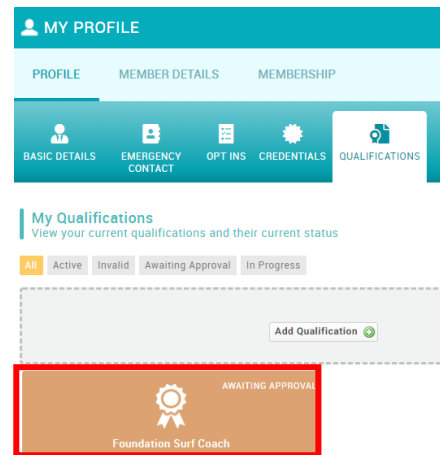 MY PROFILE
PROFILE MEMBER DETAILS MEMBERSHIP
BASIC DETAILS EMERGENCY CONTACT OPT INS CREDENTIALS QUALIFICATIONS
My Qualifications
View your current qualifications and their current status
All Active Invalid Awaiting Approval In Progress
Add Qualification
AWAITING APPROVAL
Foundation Surf Coach